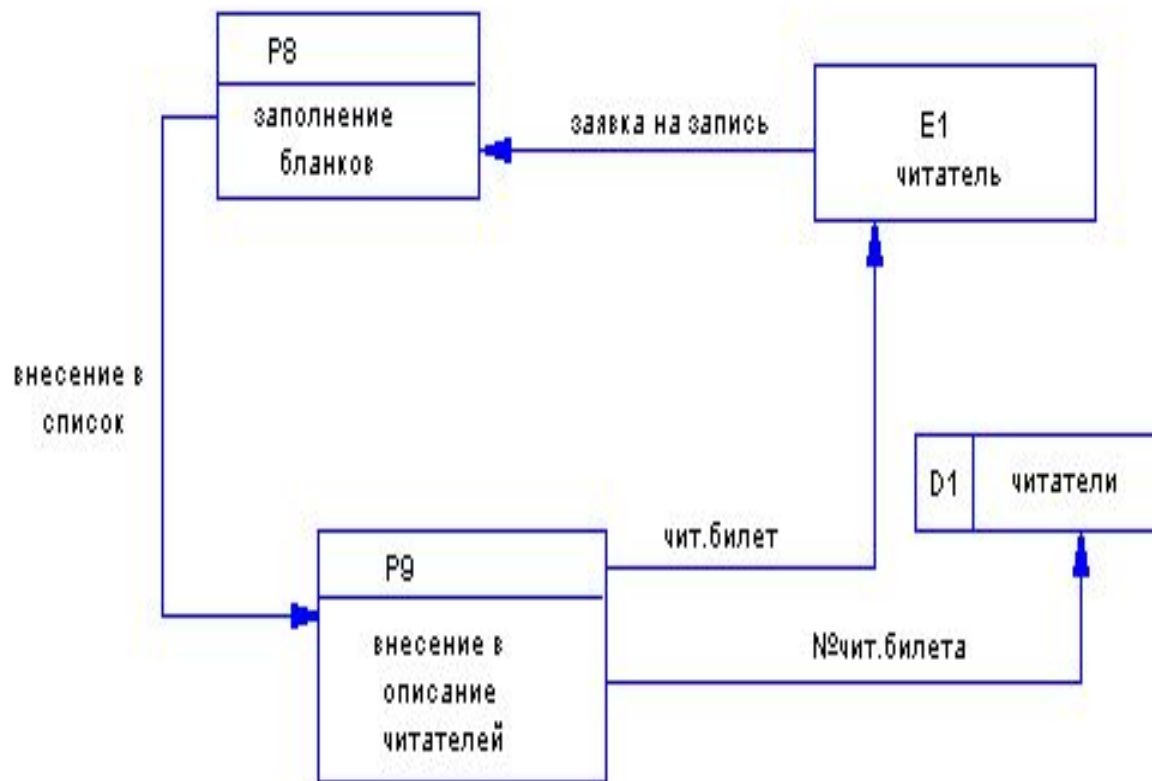 P8
заполнение
бланков
заявка на запись
E1
читатель
внесение в
список
D1
читатели
чит.билет
P9
внесение в
описание
читателей
№чит.билета